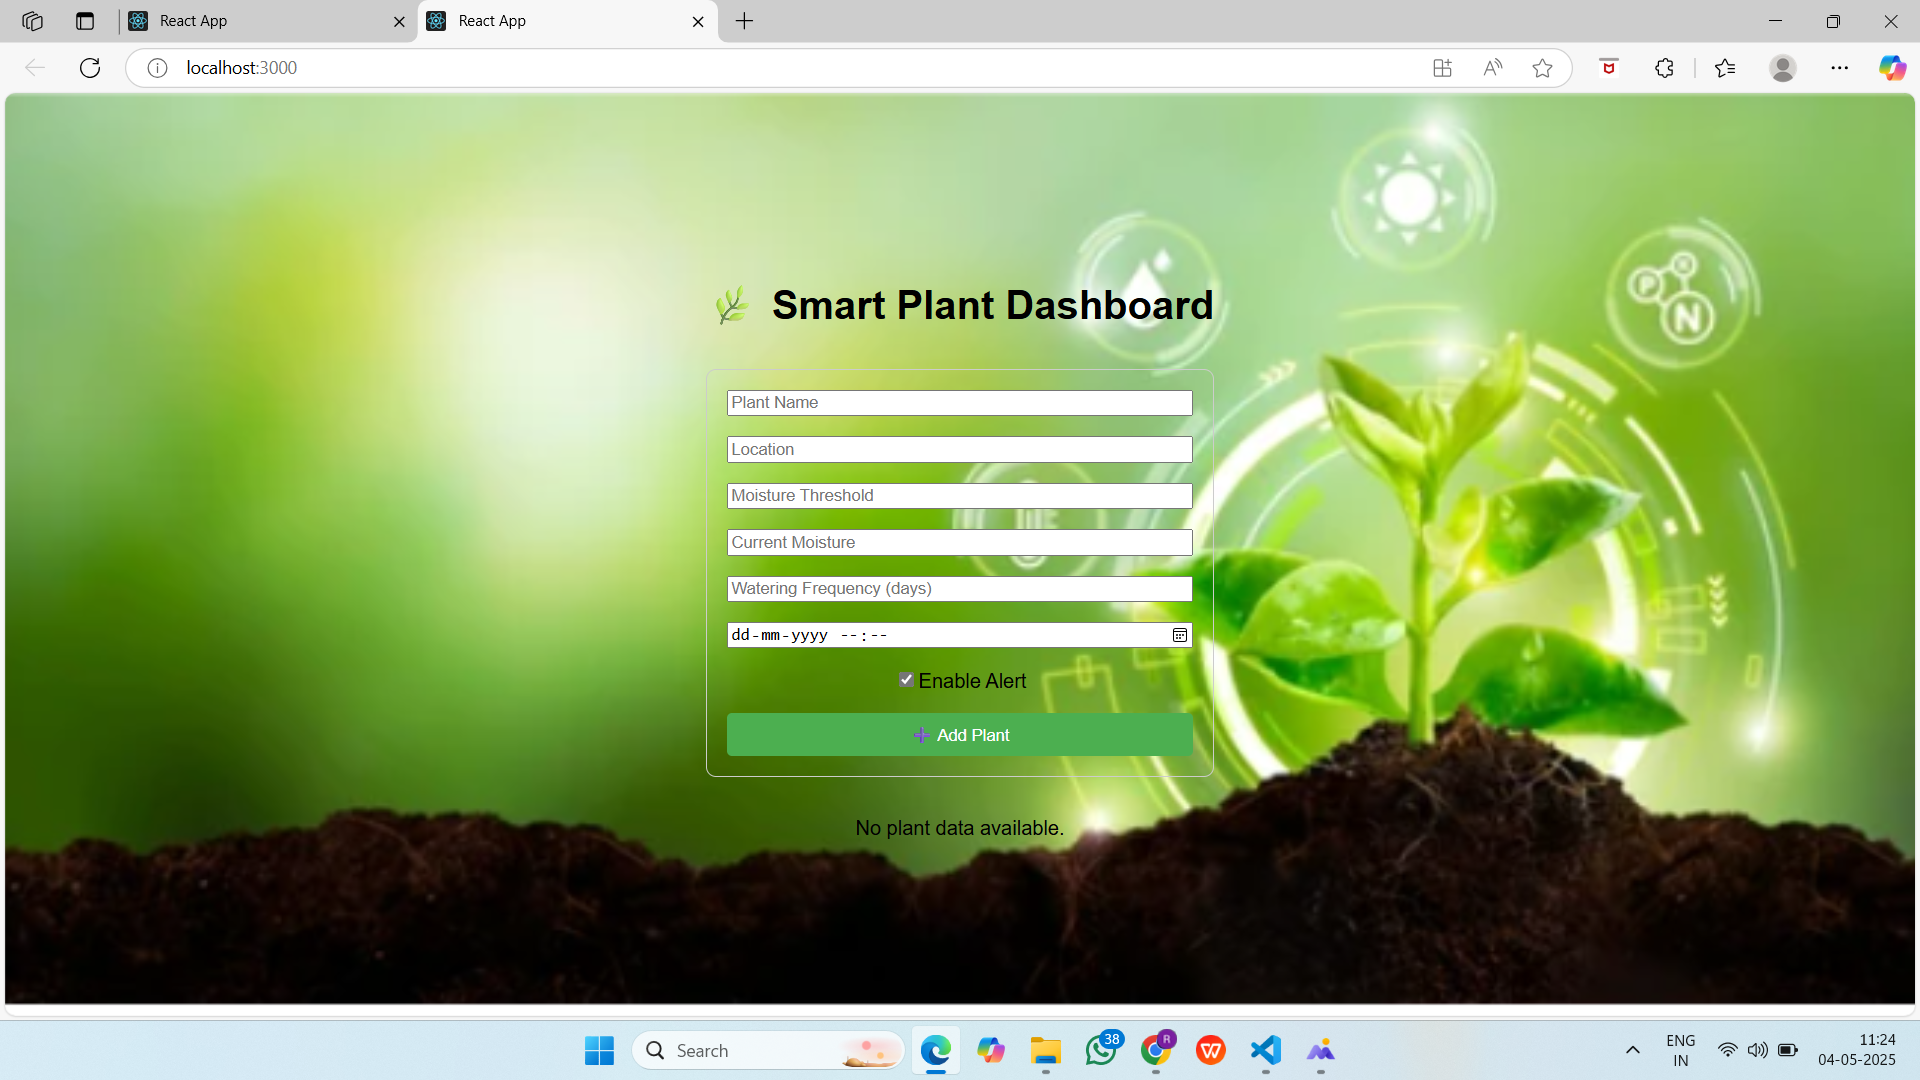 React App
React App
localhost:3000
P
N
🌿 Smart Plant Dashboard
Plant Name
Location
Moisture Threshold
Current Moisture
Watering Frequency (days)
dd-mm-yyyy --:--
Enable Alert
➕ Add Plant
No plant data available.
Search
38
R
ENG
IN
11:24
04-05-2025